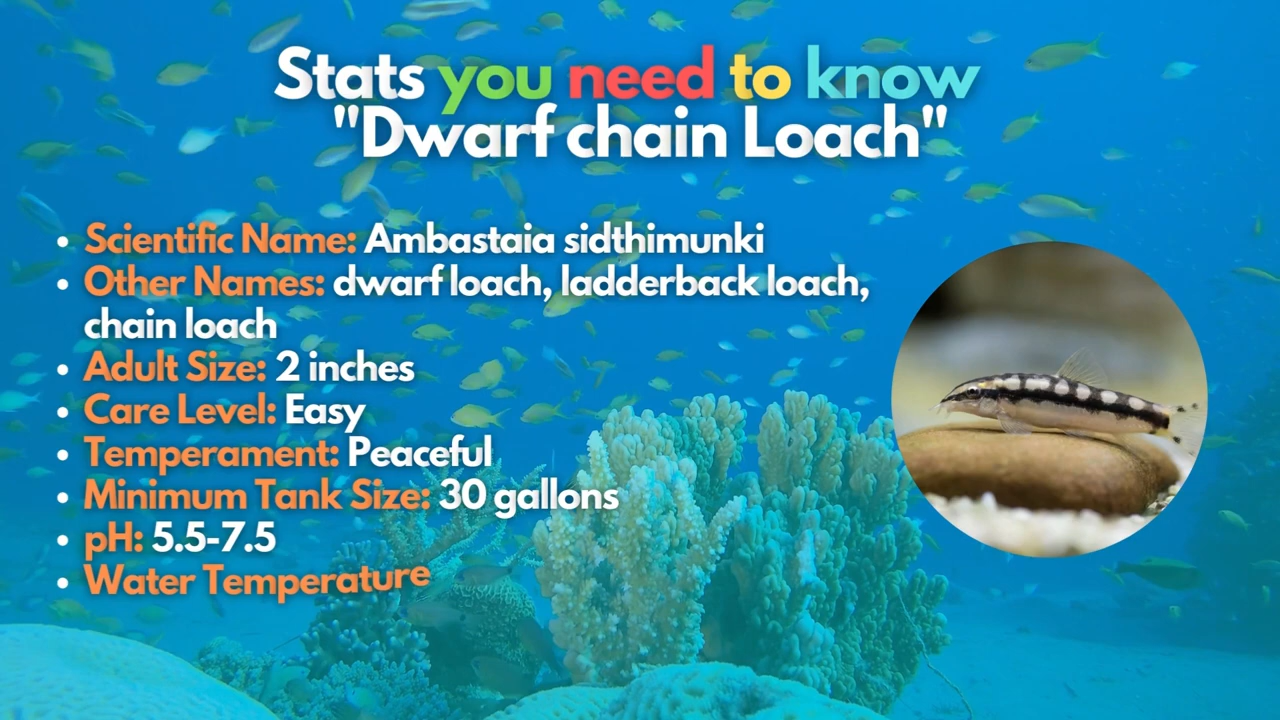 Stats you need to know
"Dwarf chain Loach"
• Scientific Name: Ambastaia sidthimunki
• Other Names: dwarf loach, ladderback loach,
chain loach
• Adult Size: 2 inches
• Care Level: Easy
• Temperament: Peaceful
• Minimum Tank Size: 30 gallons
• pH: 5.5-7.5
• Water Temperature